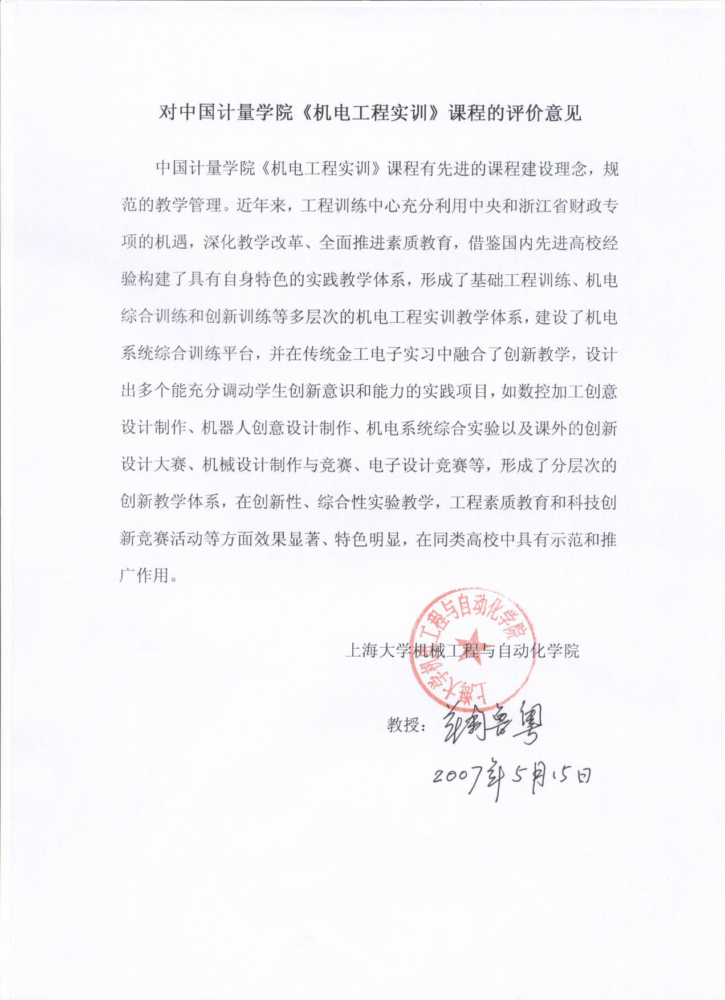 对中国计量学院《机电工程实训》课程的评价意见
中国计量学院《机电工程实训》课程有先进的课程建设理念，规
范的教学管理。近年来，工程训练中心充分利用中央和浙江省财政专
项的机遇，深化教学改革、全面推进素质教育，借鉴国内先进高校经
验构建了具有自身特色的实践教学体系，形成了基础工程训练、机电
综合训练和创新训练等多层次的机电工程实训教学体系，建设了机电
系统综合训练平台，并在传统金工电子实习中融合了创新教学，设计
出多个能充分调动学生创新意识和能力的实践项目，如数控加工创意
设计制作、机器人创意设计制作、机电系统综合实验以及课外的创新
设计大赛、机械设计制作与竞赛、电子设计竞赛等，形成了分层次的
创新教学体系，在创新性、综合性实验教学，工程素质教育和科技创
新竞赛活动等方面效果显著、特色明显，在同类高校中具有示范和推
广作用。
上海大学机电工程与自动化学院
上海大学机械工程与自动化学院
教授：
2007年5月15日